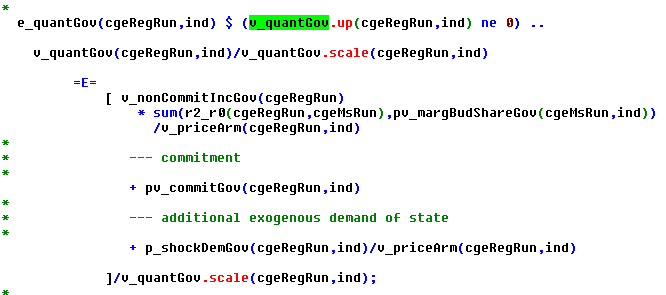 *
e_quantGov(cgeRegRun,ind) $ (v_quantGov.up(cgeRegRun,ind) ne 0) ..
v_quantGov(cgeRegRun,ind)/v_quantGov.scale(cgeRegRun,ind)
=E=
[ v_nonCommitIncGov(cgeRegRun)
* sum(r2_r0(cgeRegRun,cgeMsRun),pv_margBudShareGov(cgeMsRun,ind))
/v_priceArm(cgeRegRun,ind)
*
* --- commitment
*
+ pv_commitGov(cgeRegRun,ind)
*
* --- additional exogenous demand of state
*
+ p_shockDemGov(cgeRegRun,ind)/v_priceArm(cgeRegRun,ind)
]/v_quantGov.scale(cgeRegRun,ind);
*